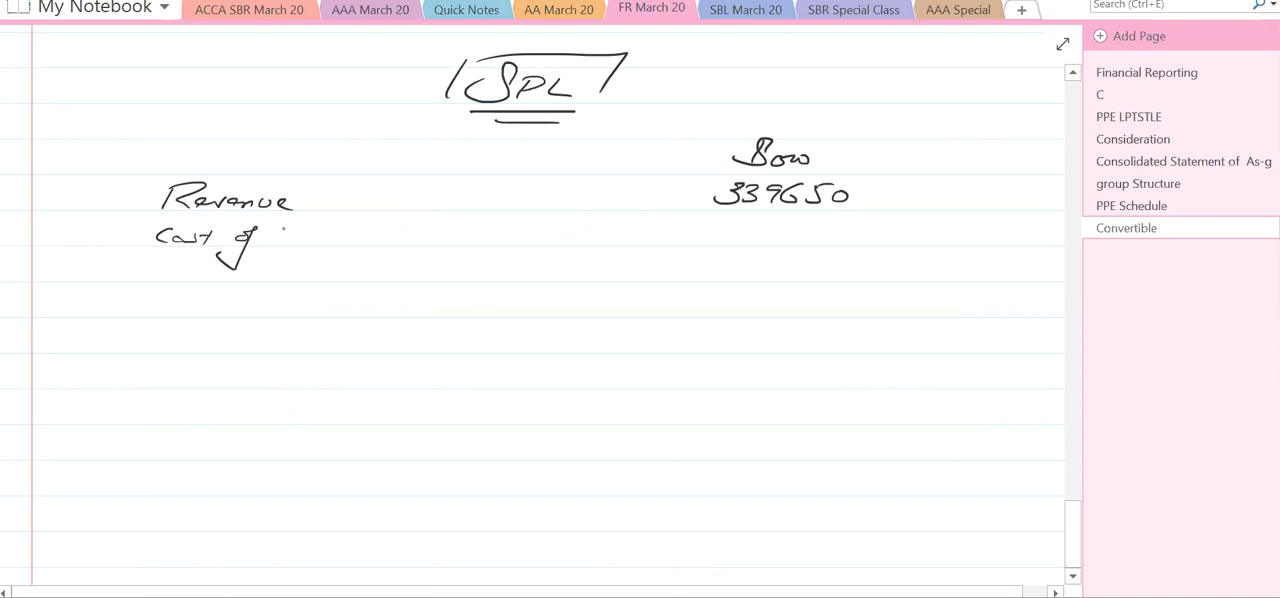 My Notebook
ACCA SBR March 20
AAA March 20
Quick Notes
AA March 20
FR March 20
SBL March 20
SBR Special Class
AAA Special
Search (Ctrl+E)
Add Page
Financial Reporting
C
PPE LPTSTLE
Consideration
Consolidated Statement of As-g
group Structure
PPE Schedule
Convertible
SPL
$000
Revenue 339650
Cost of